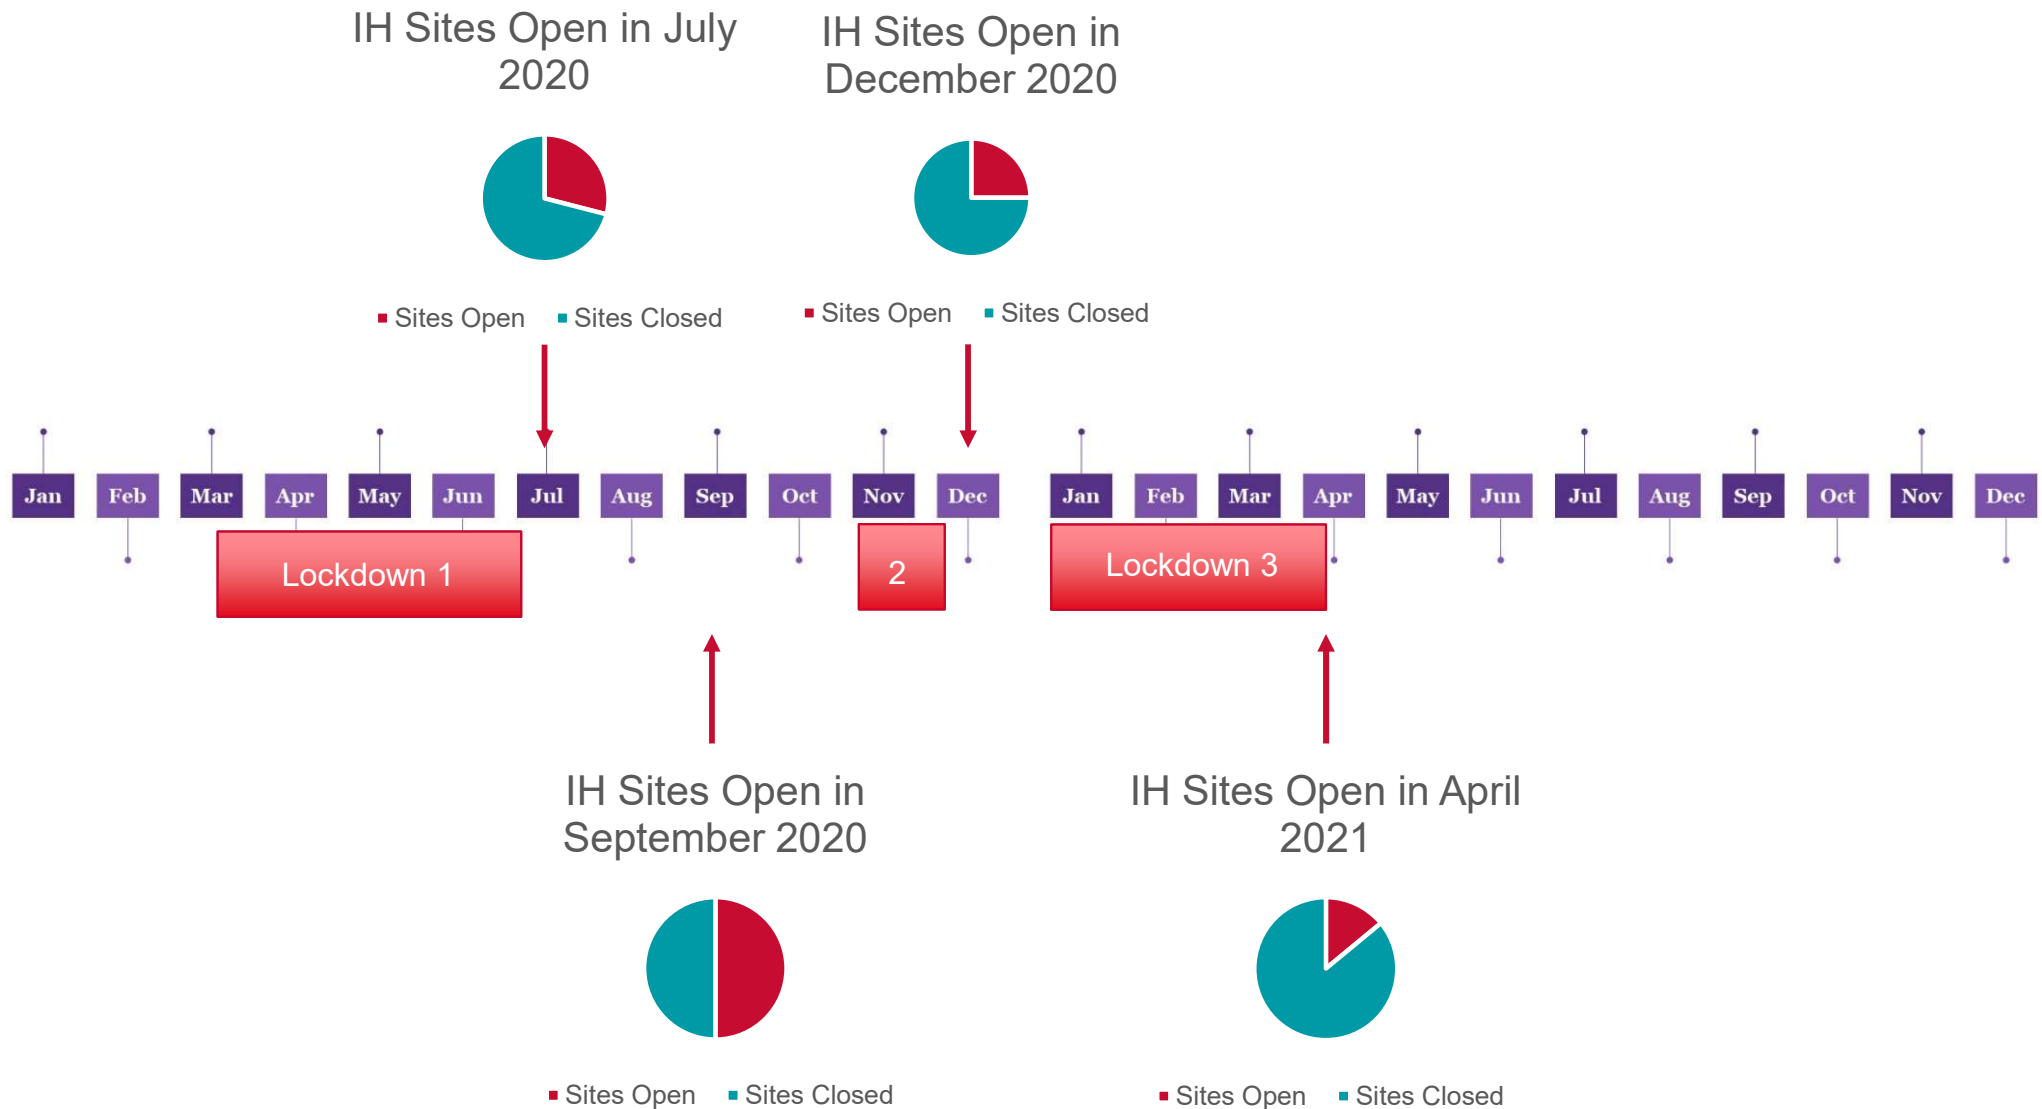 IH Sites Open in July
2020
Sites Open Sites Closed
IH Sites Open in
December 2020
Sites Open Sites Closed
Jan Feb Mar Apr May Jun Jul Aug Sep Oct Nov Dec Jan Feb Mar Apr May Jun Jul Aug Sep Oct Nov Dec
Lockdown 1 2 Lockdown 3
IH Sites Open in
September 2020
Sites Open Sites Closed
IH Sites Open in April
2021
Sites Open Sites Closed